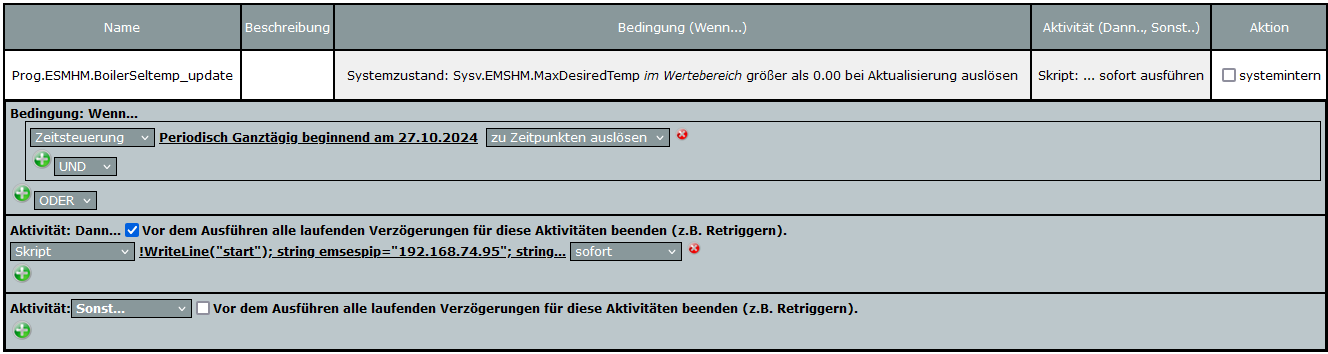 Name Beschreibung Bedingung (Wenn...) Aktivität (Dann.., Sonst..) Aktion
Prog.ESMHM.BoilerSeltemp_update Systemzustand: Sysv.EMSHM.MaxDesiredTemp im Wertebereich größer als 0.00 bei Aktualisierung auslösen Skript: ... sofort ausführen systemintern
Bedingung: Wenn...
Zeitsteuerung Periodisch Ganztägig beginnend am 27.10.2024 zu Zeitpunkten auslösen
UND
ODER
Aktivität: Dann... Vor dem Ausführen alle laufenden Verzögerungen für diese Aktivitäten beenden (z.B. Retriggern).
Skript !WriteLine("start"); string emsespip="192.168.74.95"; string... sofort
Aktivität: Sonst... Vor dem Ausführen alle laufenden Verzögerungen für diese Aktivitäten beenden (z.B. Retriggern).